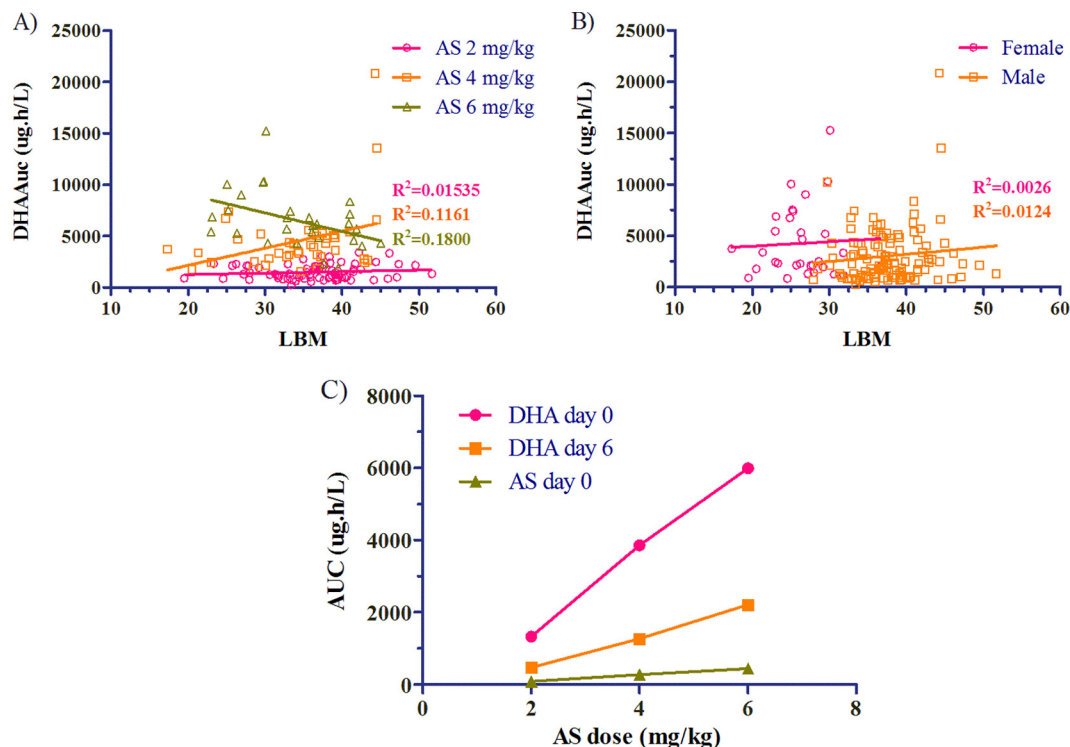 A)
25000
20000
15000
10000
5000
0
DHAAuc (ug.h/L)
AS 2 mg/kg
AS 4 mg/kg
AS 6 mg/kg
R²=0.01535
R²=0.1161
R²=0.1800
10 20 30 40 50 60
LBM
B)
25000
20000
15000
10000
5000
0
DHAAuc (ug.h/L)
Female
Male
R²=0.0026
R²=0.0124
10 20 30 40 50 60
LBM
C)
8000
6000
4000
2000
0
AUC (ug.h/L)
DHA day 0
DHA day 6
AS day 0
0 2 4 6 8
AS dose (mg/kg)